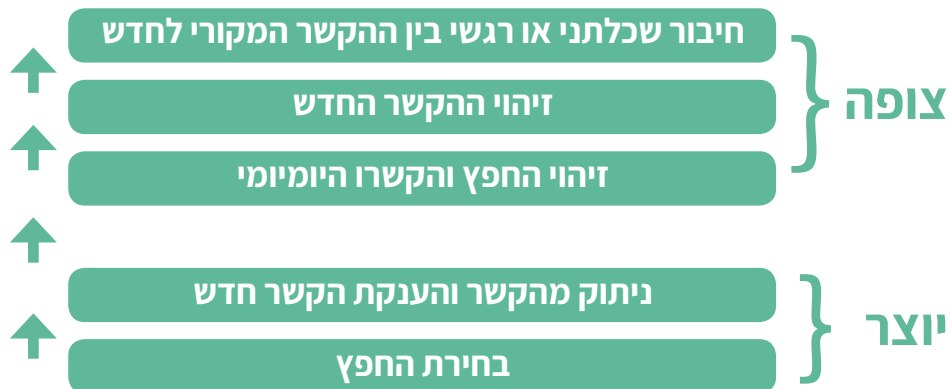 חיבור שכלתני או רגשי בין ההקשר המקורי לחדש
זיהוי ההקשר החדש
צופה
זיהוי החפץ והקשרו היומיומי
ניתוק מהקשר והענקת הקשר חדש
יוצר
בחירת החפץ